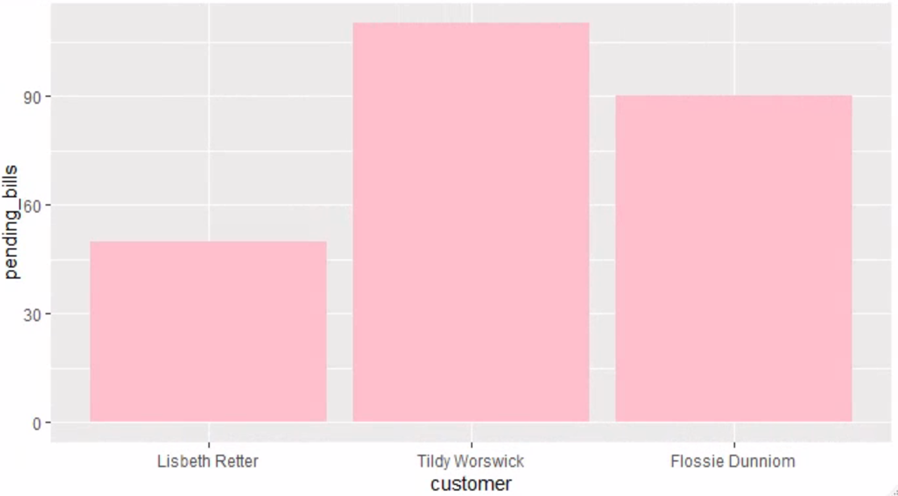 pending_bills
90
60
30
0
Lisbeth Retter Tildy Worswick Flossie Dunniom
customer